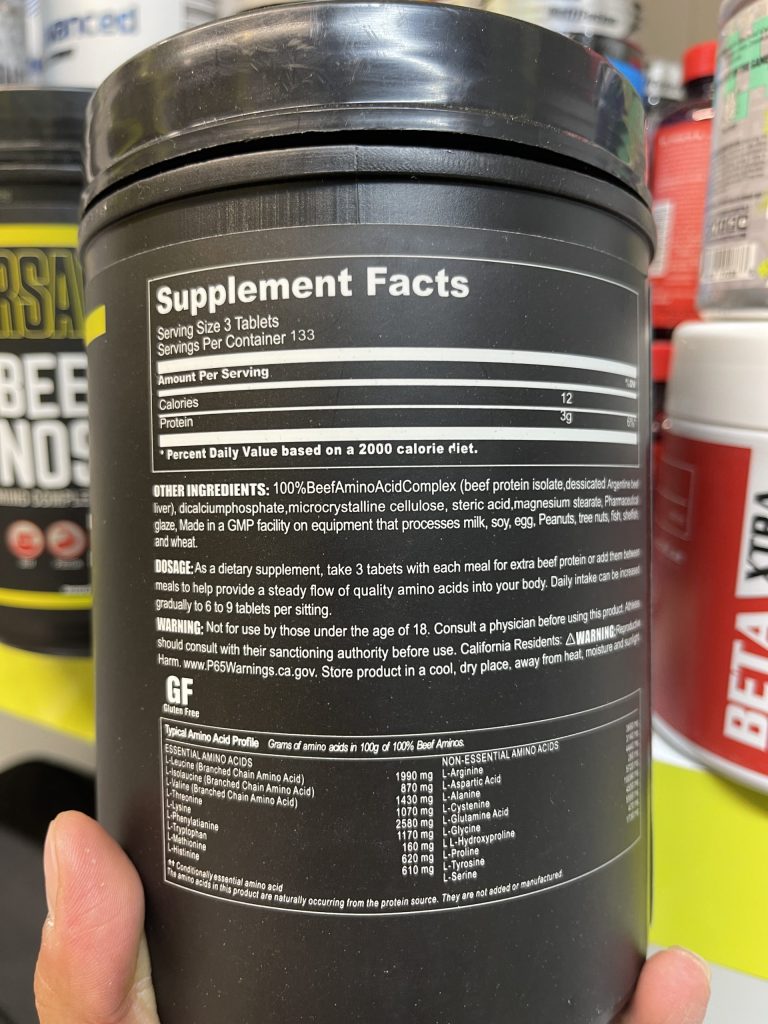 anced
RSA
BEE
NOS
Supplement Facts
Serving Size 3 Tablets
Servings Per Container 133
Amount Per Serving
Calories 12
Protein 3g 6%*
* Percent Daily Value based on a 2000 calorie diet.
OTHER INGREDIENTS: 100%BeefAminoAcidComplex (beef protein isolate,dessicated Argentine beef
liver), dicalciumphosphate,microcrystalline cellulose, steric acid,magnesium stearate, Pharmaceutical
glaze, Made in a GMP facility on equipment that processes milk, soy, egg, Peanuts, tree nuts, fish, shellfish
and wheat.
DOSAGE: As a dietary supplement, take 3 tabets with each meal for extra beef protein or add them between
meals to help provide a steady flow of quality amino acids into your body. Daily intake can be increased
gradually to 6 to 9 tablets per sitting.
WARNING: Not for use by those under the age of 18. Consult a physician before using this product. Athletes
should consult with their sanctioning authority before use. California Residents: ⚠WARNING: Reproductive
Harm. www.P65Warnings.ca.gov. Store product in a cool, dry place, away from heat, moisture and sunlight.
GF
Gluten Free
Typical Amino Acid Profile Grams of amino acids in 100g of 100% Beef Aminos.
ESSENTIAL AMINO ACIDS
L-Leucine (Branched Chain Amino Acid) 1990 mg
L-Isolaucine (Branched Chain Amino Acid) 870 mg
L-Valine (Branched Chain Amino Acid) 1430 mg
L-Threonine 1070 mg
L-Lysine 2580 mg
L-Phenylatianine 1170 mg
L-Tryptophan 160 mg
L-Methionine 620 mg
L-Histinine 610 mg
NON-ESSENTIAL AMINO ACIDS
L-Arginine
L-Aspartic Acid
L-Alanine
L-Cystenine
L-Glutamine Acid
L-Glycine
L L-Hydroxyproline
L-Proline
L-Tyrosine
L-Serine
** Conditionally essential amino acid
The amino acids in this product are naturally occurring from the protein source. They are not added or manufactured.
BETA
XTRA